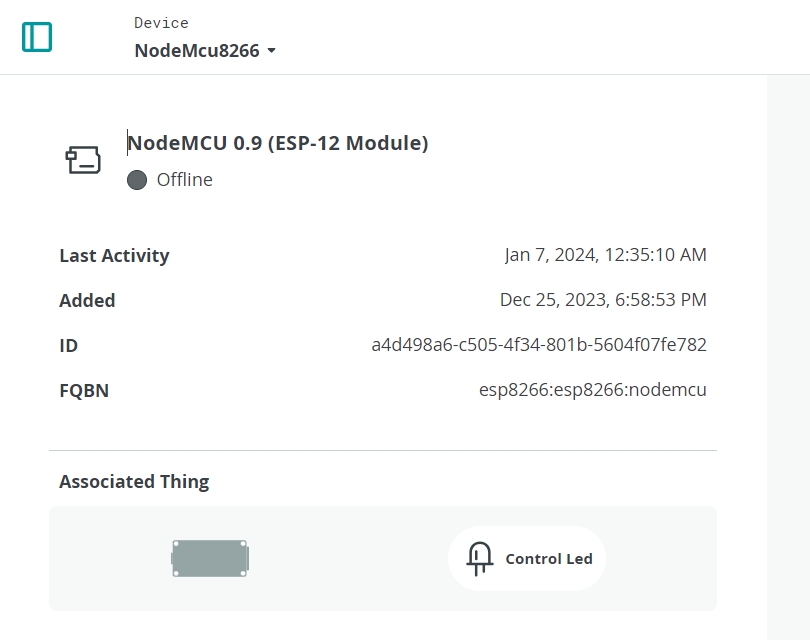 Device
NodeMcu8266
NodeMCU 0.9 (ESP-12 Module)
Offline
Last Activity Jan 7, 2024, 12:35:10 AM
Added Dec 25, 2023, 6:58:53 PM
ID a4d498a6-c505-4f34-801b-5604f07fe782
FQBN esp8266:esp8266:nodemcu
Associated Thing
Control Led